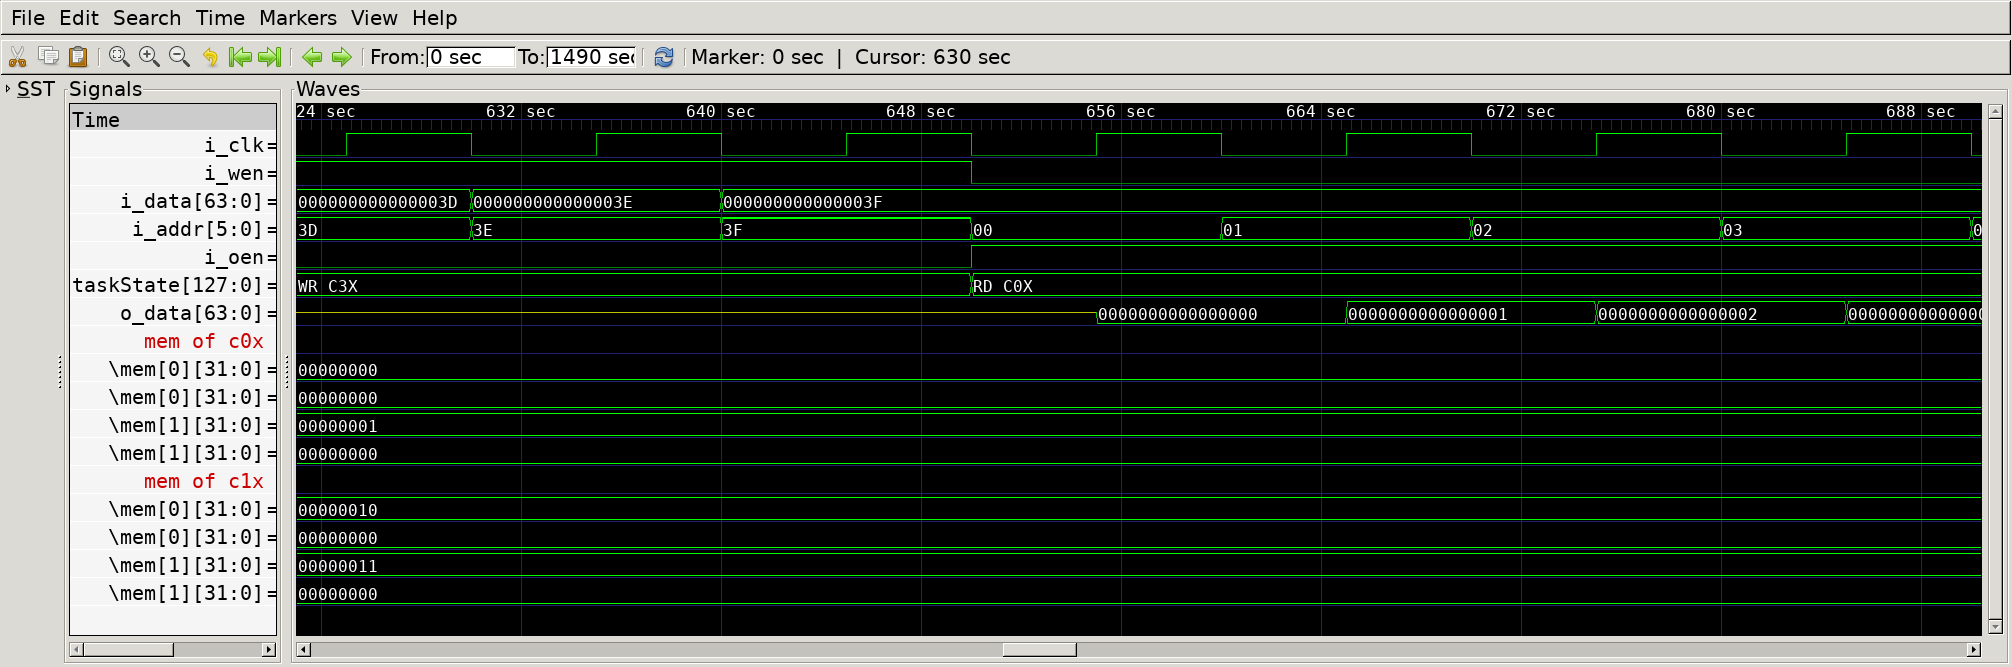 File Edit Search Time Markers View Help
From: 0 sec To: 1490 sec Marker: 0 sec | Cursor: 630 sec
SST Signals Waves
Time 24 sec 632 sec 640 sec 648 sec 656 sec 664 sec 672 sec 680 sec 688 sec
i_clk=
i_wen=
i_data[63:0]= 000000000000003D 000000000000003E 000000000000003F
i_addr[5:0]= 3D 3E 3F 00 01 02 03 0
i_oen=
taskState[127:0]= WR C3X RD C0X
o_data[63:0]= 0000000000000000 0000000000000001 0000000000000002 00000000000000
mem of c0x
\mem[0][31:0]= 00000000
\mem[0][31:0]= 00000000
\mem[1][31:0]= 00000001
\mem[1][31:0]= 00000000
mem of c1x
\mem[0][31:0]= 00000010
\mem[0][31:0]= 00000000
\mem[1][31:0]= 00000011
\mem[1][31:0]= 00000000